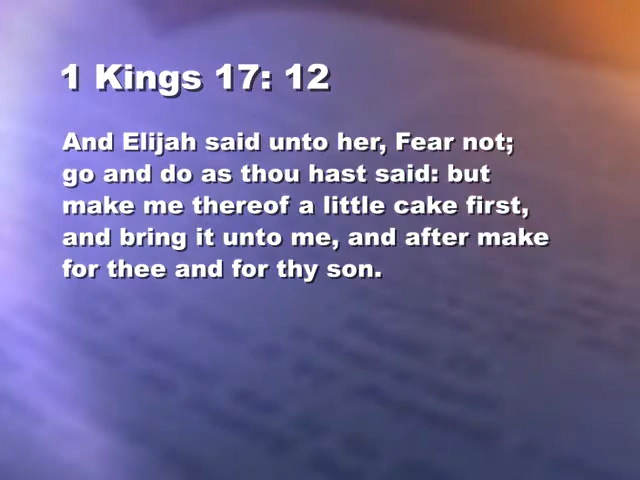 1 Kings 17: 12
And Elijah said unto her, Fear not;
go and do as thou hast said: but
make me thereof a little cake first,
and bring it unto me, and after make
for thee and for thy son.